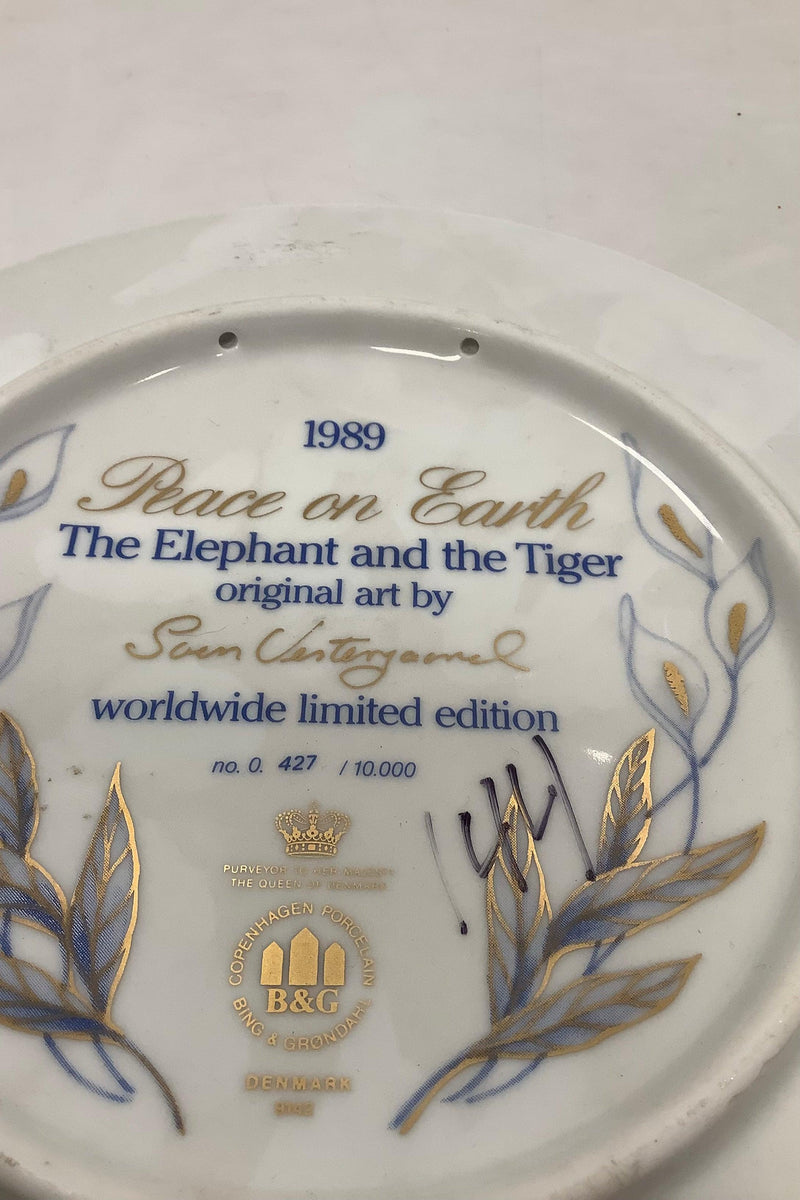 1989
Peace on Earth
The Elephant and the Tiger
original art by
Sven Vestergaard
worldwide limited edition
no. 0. 427 / 10.000
PURVEYOR TO HER MAJESTY
THE QUEEN OF DENMARK
COPENHAGEN PORCELAIN
B&G
BING & GRØNDAHL
DENMARK